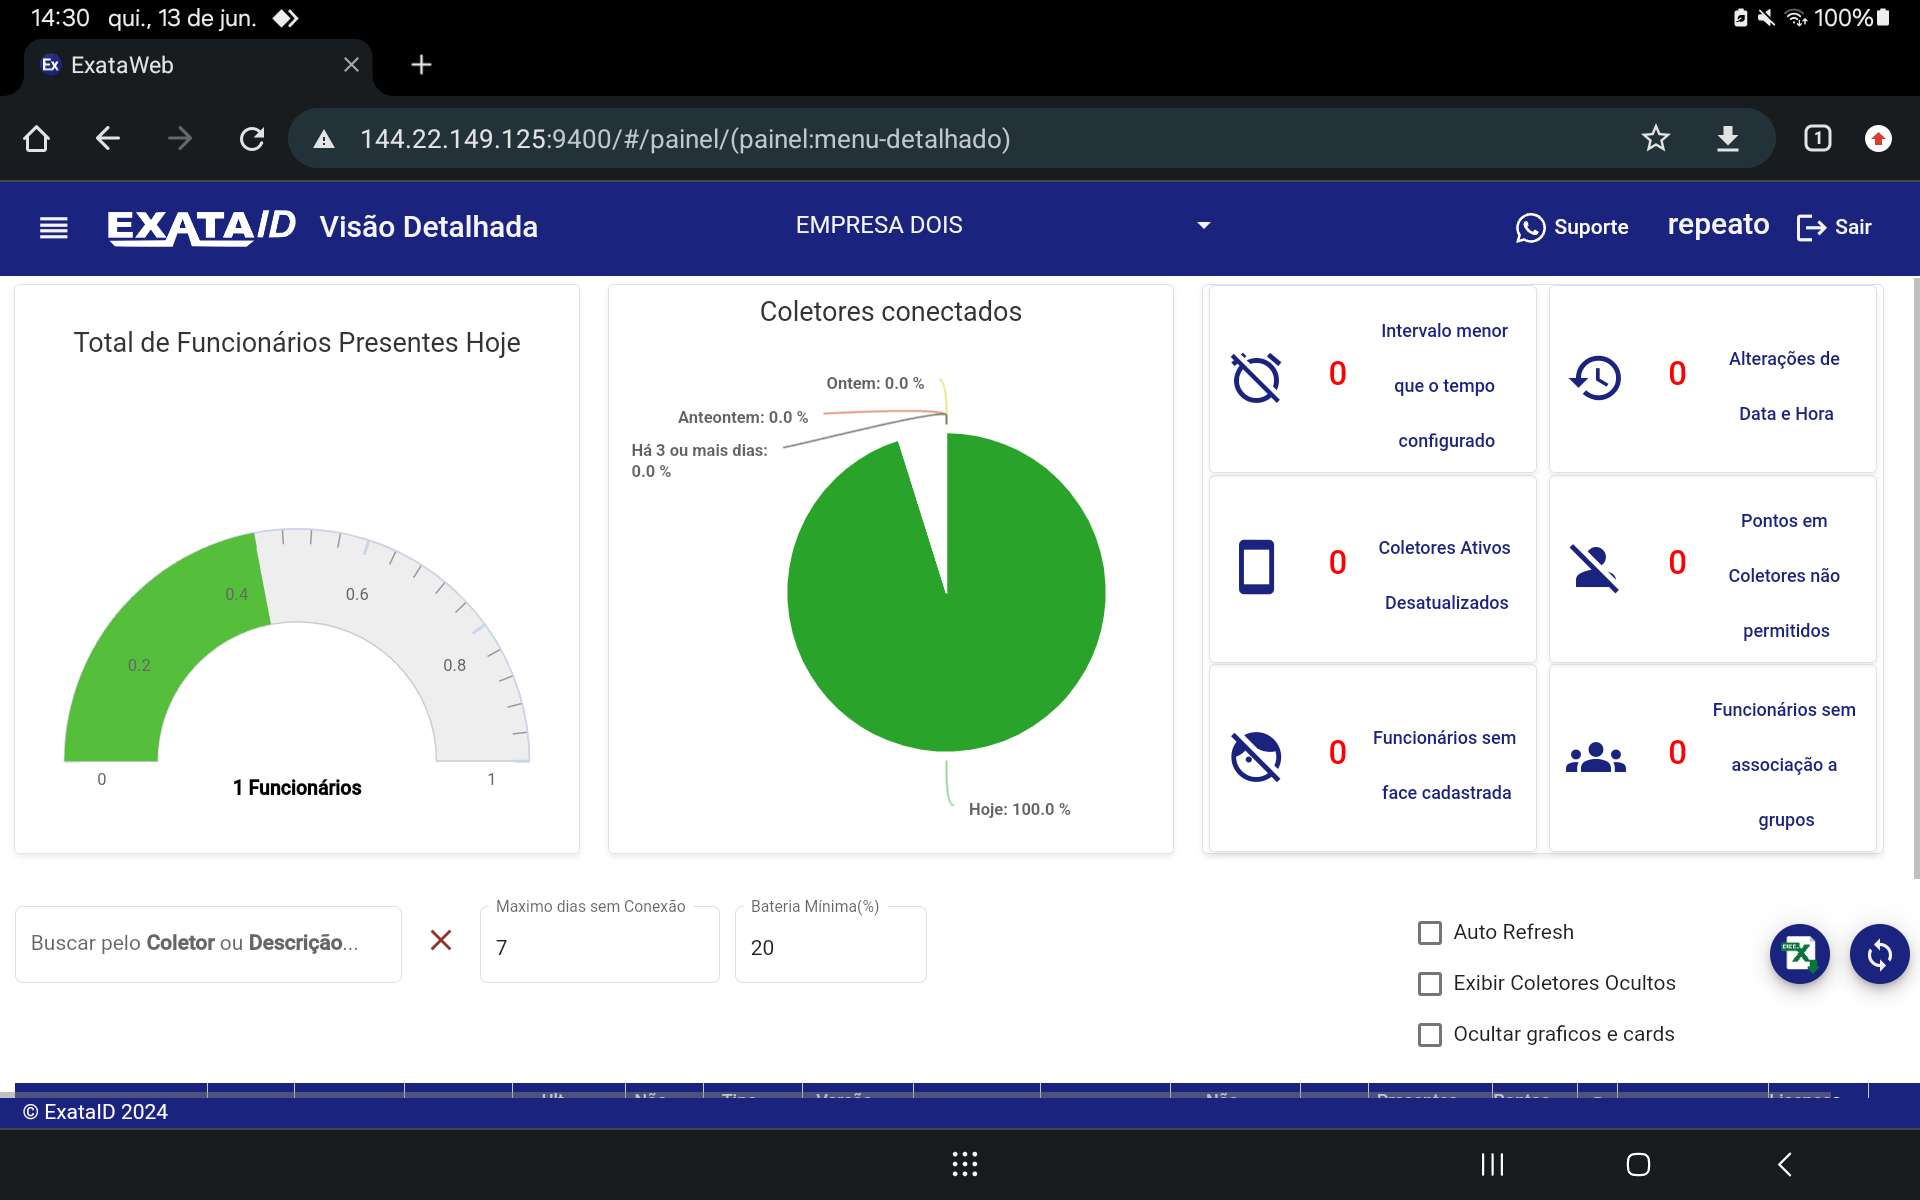 14:30 qui., 13 de jun.
100%
Ex ExataWeb
144.22.149.125:9400/#/painel/(painel:menu-detalhado)
1
EXATAID Visão Detalhada
EMPRESA DOIS
Suporte
repeato
Sair
Total de Funcionários Presentes Hoje
0.4
0.6
0.2
0.8
0
1
1 Funcionários
Coletores conectados
Ontem: 0.0 %
Anteontem: 0.0 %
Há 3 ou mais dias:
0.0 %
Hoje: 100.0 %
0
Intervalo menor
que o tempo
configurado
0
Alterações de
Data e Hora
0
Coletores Ativos
Desatualizados
0
Pontos em
Coletores não
permitidos
0
Funcionários sem
face cadastrada
0
Funcionários sem
associação a
grupos
Buscar pelo Coletor ou Descrição...
Maximo dias sem Conexão
7
Bateria Mínima(%)
20
Auto Refresh
Exibir Coletores Ocultos
Ocultar graficos e cards
© ExataID 2024